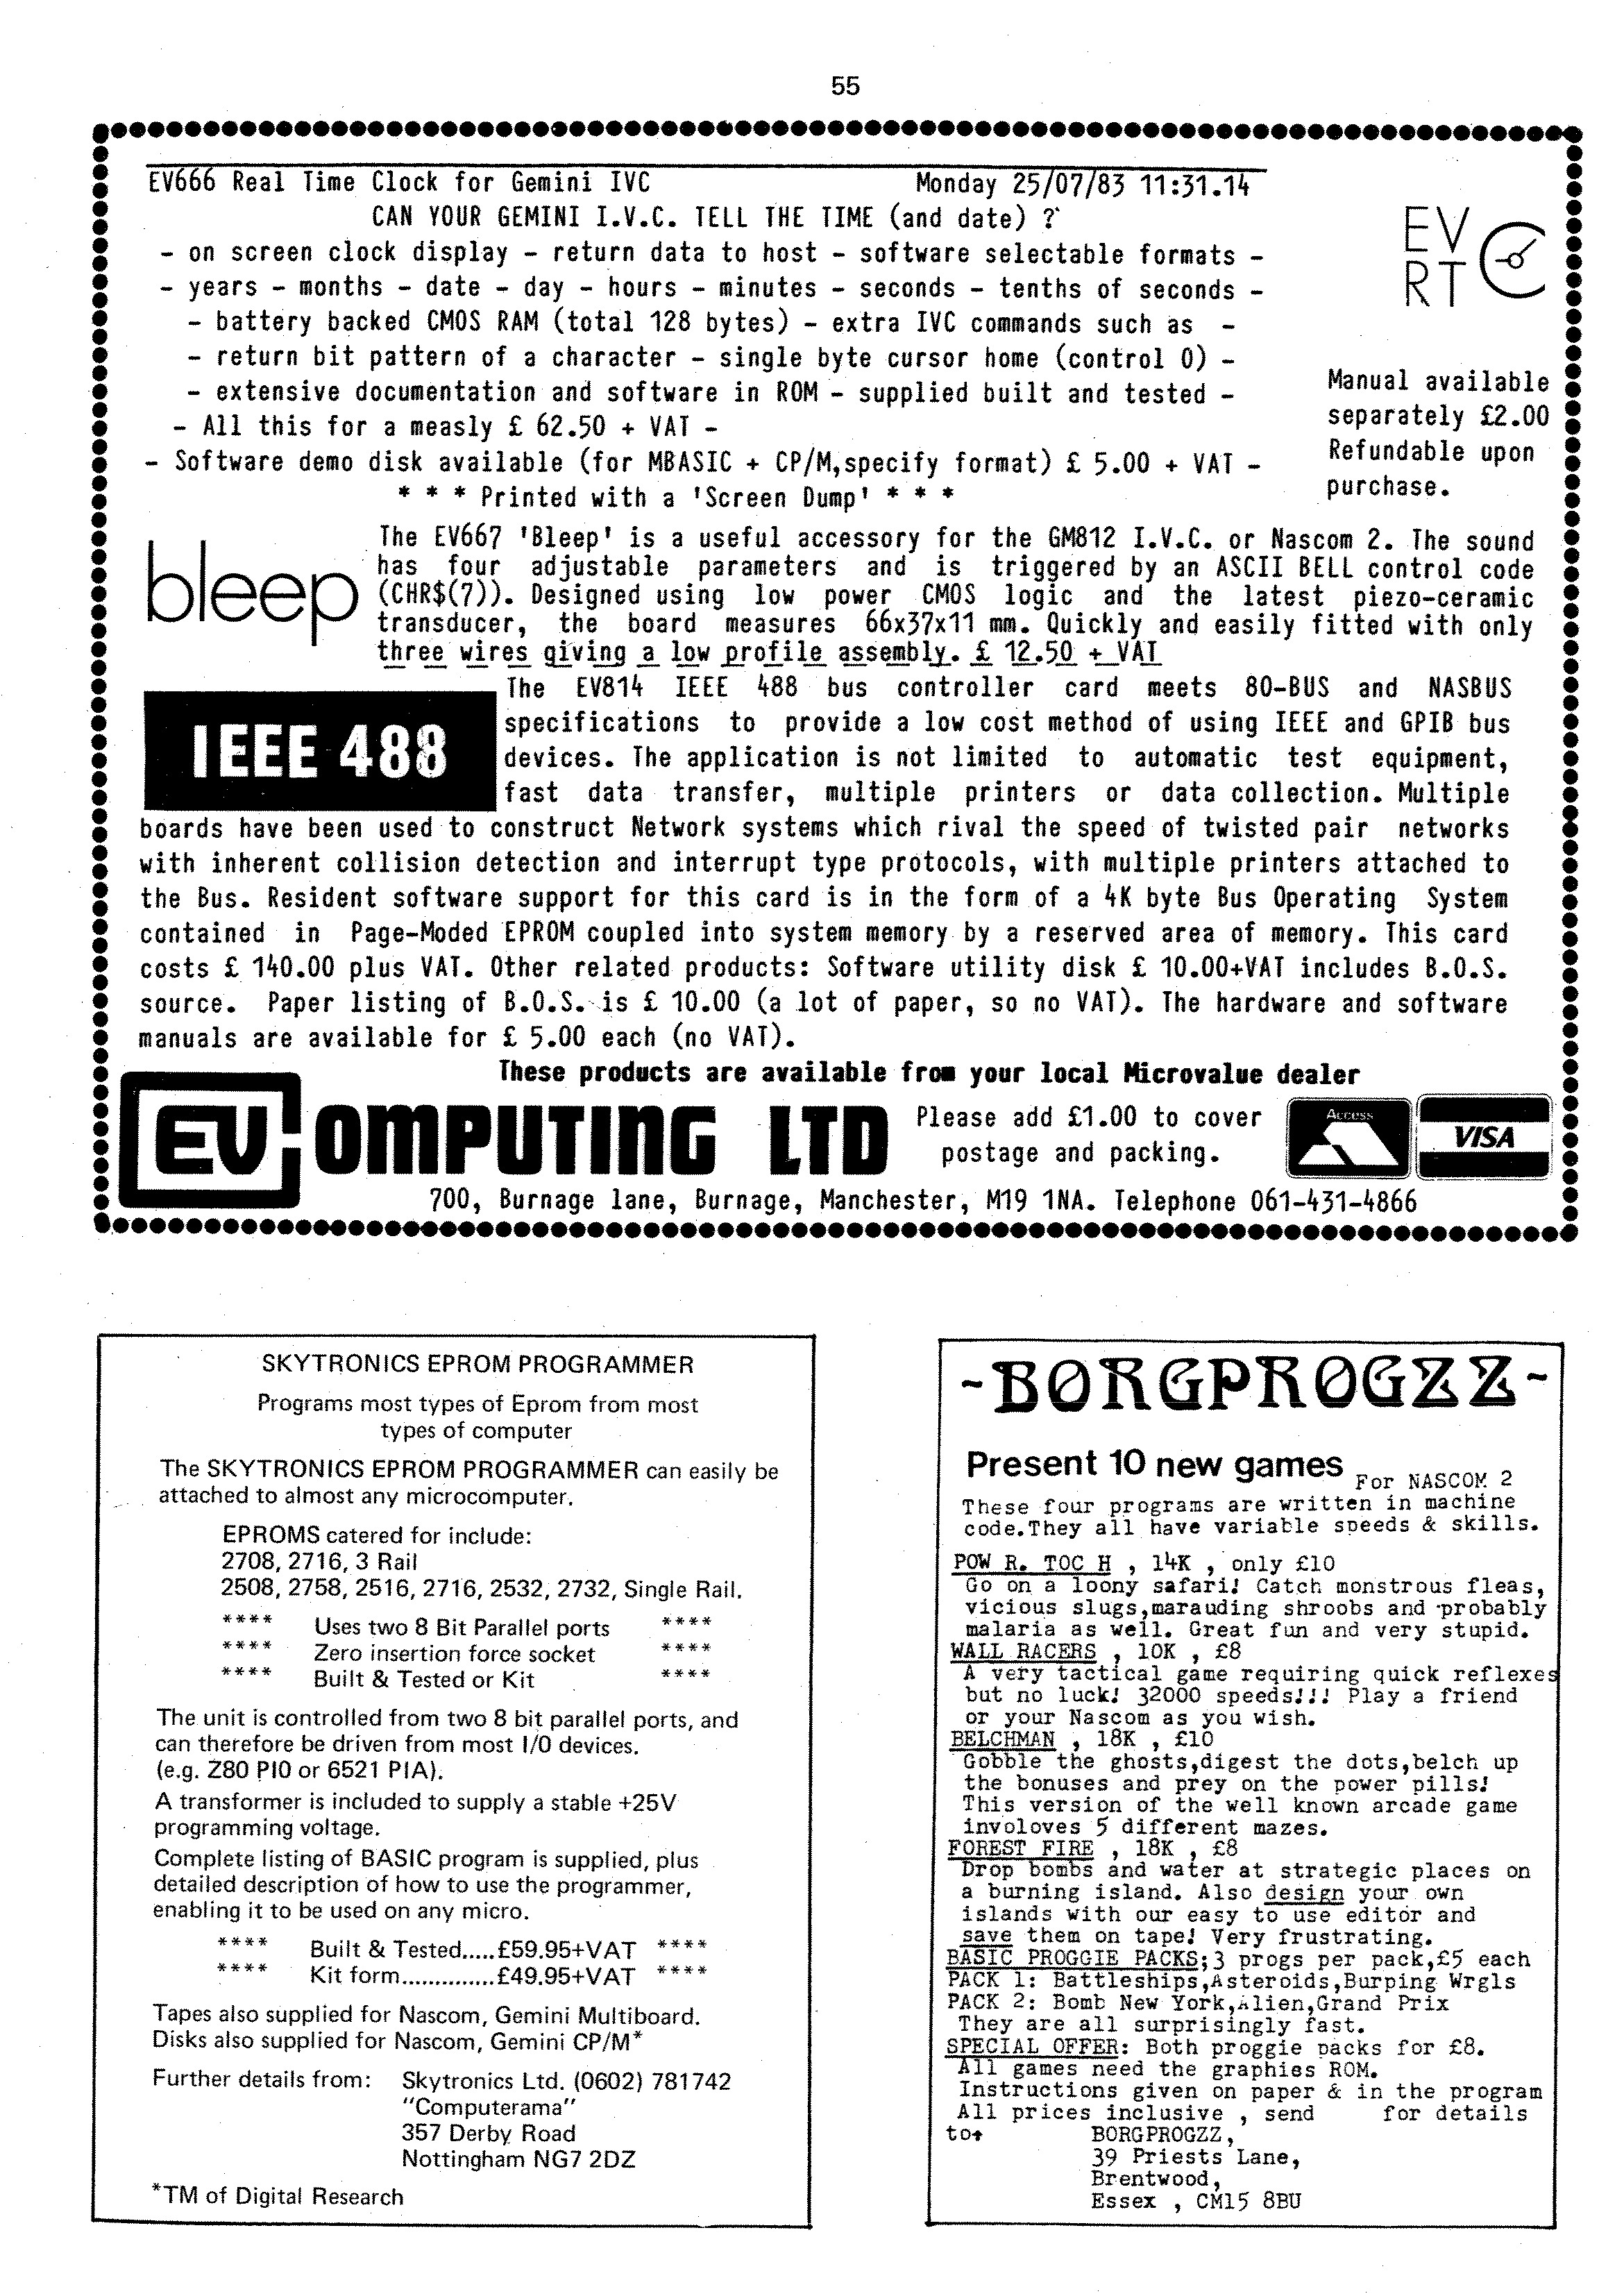 55
EV666 Real Time Clock for Gemini IVC Monday 25/07/83 11:31.14
CAN YOUR GEMINI I.V.C. TELL THE TIME (and date) ?
- on screen clock display - return data to host - software selectable formats -
- years - months - date - day - hours - minutes - seconds - tenths of seconds -
- battery backed CMOS RAM (total 128 bytes) - extra IVC commands such as -
- return bit pattern of a character - single byte cursor home (control 0) -
- extensive documentation and software in ROM - supplied built and tested -
- All this for a measly £ 62.50 + VAT -
- Software demo disk available (for MBASIC + CP/M,specify format) £ 5.00 + VAT -
* * * Printed with a 'Screen Dump' * * *
EV
RTC
Manual available
separately £2.00
Refundable upon
purchase.
bleep
The EV667 'Bleep' is a useful accessory for the GM812 I.V.C. or Nascom 2. The sound
has four adjustable parameters and is triggered by an ASCII BELL control code
(CHR$(7)). Designed using low power CMOS logic and the latest piezo-ceramic
transducer, the board measures 66x37x11 mm. Quickly and easily fitted with only
three wires giving a low profile assembly. £ 12.50 + VAT
IEEE 488
The EV814 IEEE 488 bus controller card meets 80-BUS and NASBUS
specifications to provide a low cost method of using IEEE and GPIB bus
devices. The application is not limited to automatic test equipment,
fast data transfer, multiple printers or data collection. Multiple
boards have been used to construct Network systems which rival the speed of twisted pair networks
with inherent collision detection and interrupt type protocols, with multiple printers attached to
the Bus. Resident software support for this card is in the form of a 4K byte Bus Operating System
contained in Page-Moded EPROM coupled into system memory by a reserved area of memory. This card
costs £ 140.00 plus VAT. Other related products: Software utility disk £ 10.00+VAT includes B.O.S.
source. Paper listing of B.O.S. is £ 10.00 (a lot of paper, so no VAT). The hardware and software
manuals are available for £ 5.00 each (no VAT).
These products are available from your local Microvalue dealer
EV COMPUTING LTD
Please add £1.00 to cover
postage and packing.
Access
VISA
700, Burnage lane, Burnage, Manchester, M19 1NA. Telephone 061-431-4866
SKYTRONICS EPROM PROGRAMMER
Programs most types of Eprom from most
types of computer
The SKYTRONICS EPROM PROGRAMMER can easily be
attached to almost any microcomputer.
EPROMS catered for include:
2708, 2716, 3 Rail
2508, 2758, 2516, 2716, 2532, 2732, Single Rail.
**** Uses two 8 Bit Parallel ports ****
**** Zero insertion force socket ****
**** Built & Tested or Kit ****
The unit is controlled from two 8 bit parallel ports, and
can therefore be driven from most I/0 devices.
(e.g. Z80 PI0 or 6521 PIA).
A transformer is included to supply a stable +25V
programming voltage.
Complete listing of BASIC program is supplied, plus
detailed description of how to use the programmer,
enabling it to be used on any micro.
**** Built & Tested.....£59.95+VAT ****
**** Kit form..............£49.95+VAT ****
Tapes also supplied for Nascom, Gemini Multiboard.
Disks also supplied for Nascom, Gemini CP/M*
Further details from: Skytronics Ltd. (0602) 781742
"Computerama"
357 Derby Road
Nottingham NG7 2DZ
*TM of Digital Research
-BORGPROGZZ-
Present 10 new games For NASCOM 2
These four programs are written in machine
code.They all have variable speeds & skills.
POW R. TOC H , 14K , only £10
Go on a loony safari! Catch monstrous fleas,
vicious slugs,marauding shroobs and probably
malaria as well. Great fun and very stupid.
WALL RACERS , 10K , £8
A very tactical game requiring quick reflexes
but no luck! 32000 speeds!!! Play a friend
or your Nascom as you wish.
BELCHMAN , 18K , £10
Gobble the ghosts,digest the dots,belch up
the bonuses and prey on the power pills!
This version of the well known arcade game
involoves 5 different mazes.
FOREST FIRE , 18K , £8
Drop bombs and water at strategic places on
a burning island. Also design your own
islands with our easy to use editor and
save them on tape! Very frustrating.
BASIC PROGGIE PACKS;3 progs per pack,£5 each
PACK 1: Battleships,Asteroids,Burping Wrgls
PACK 2: Bomb New York,Alien,Grand Prix
They are all surprisingly fast.
SPECIAL OFFER: Both proggie packs for £8.
All games need the graphics ROM.
Instructions given on paper & in the program
All prices inclusive , send for details
to→ BORGPROGZZ,
39 Priests Lane,
Brentwood,
Essex , CM15 8BU